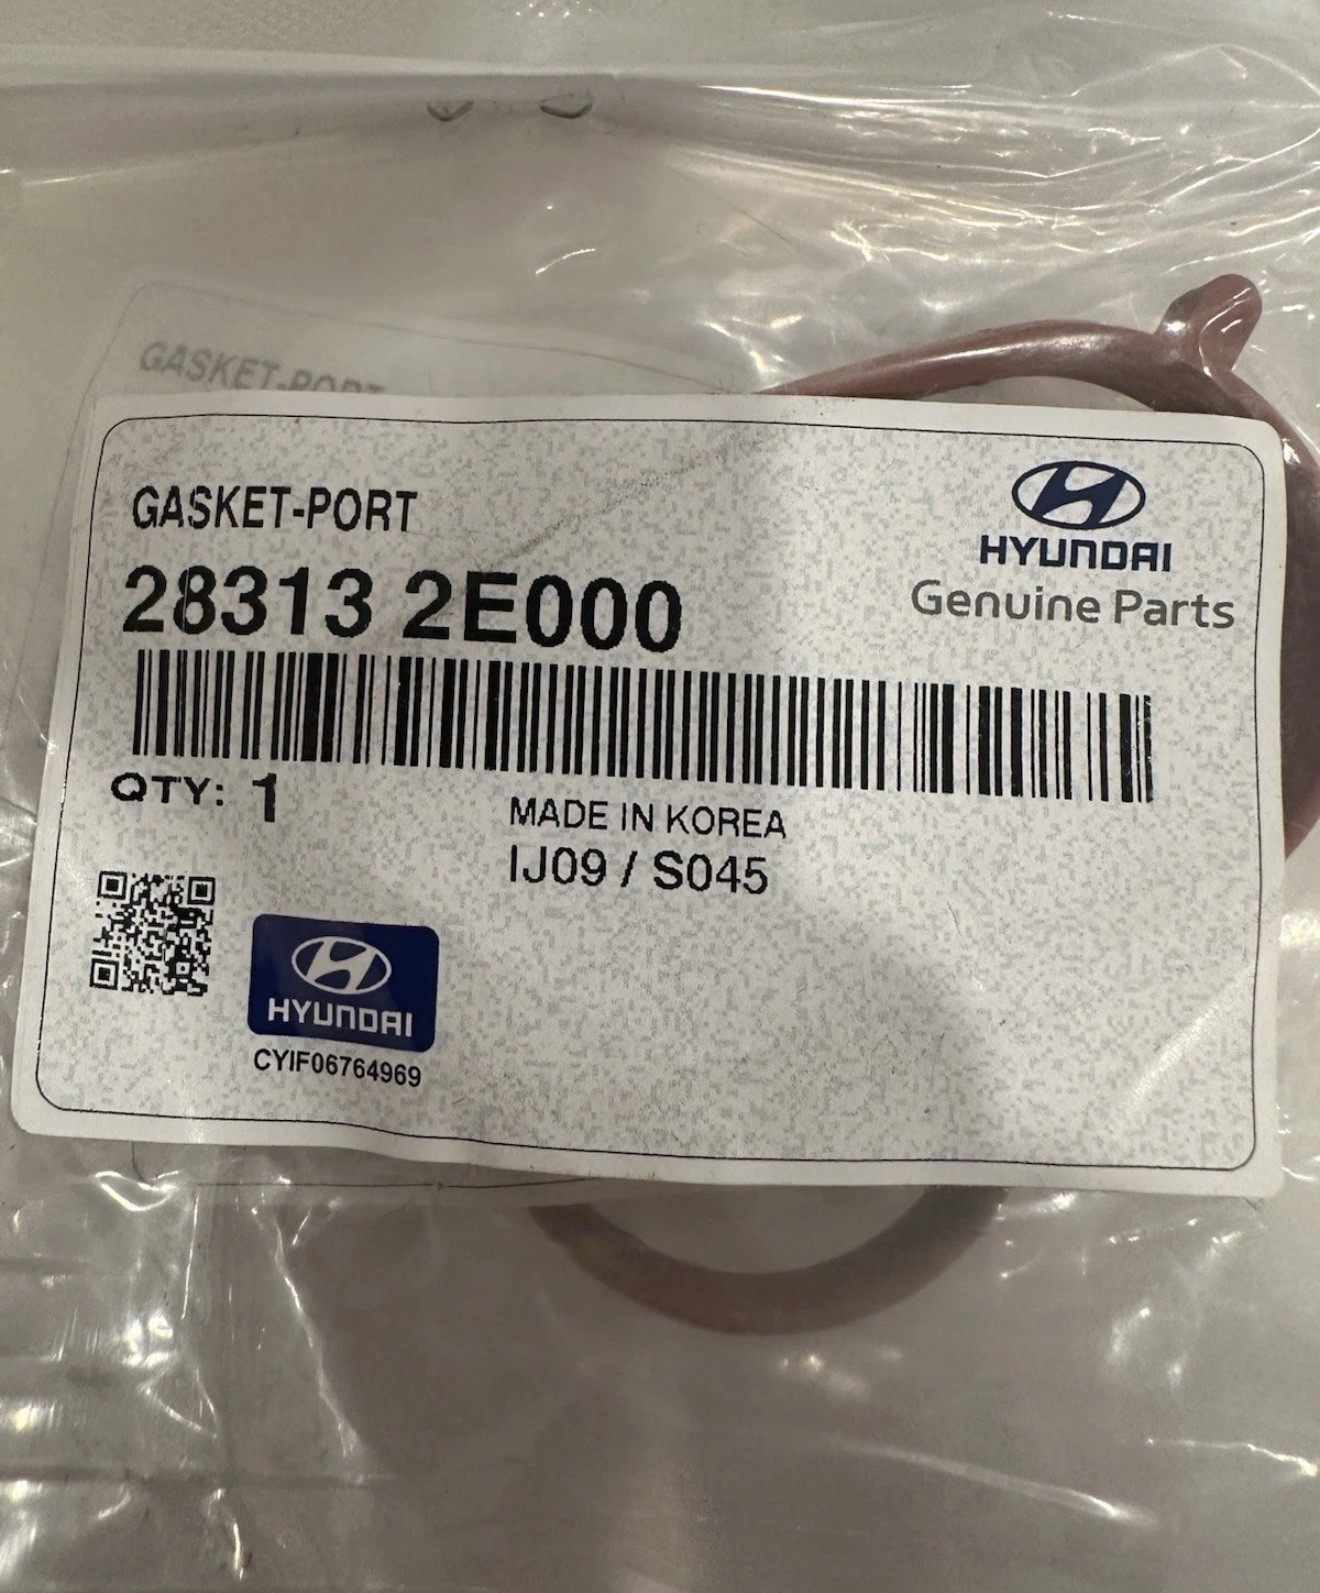 GASKET-PORT
GASKET-PORT
28313 2E000
HYUNDAI
Genuine Parts
QTY: 1
MADE IN KOREA
IJ09 / S045
HYUNDAI
CYIF06764969